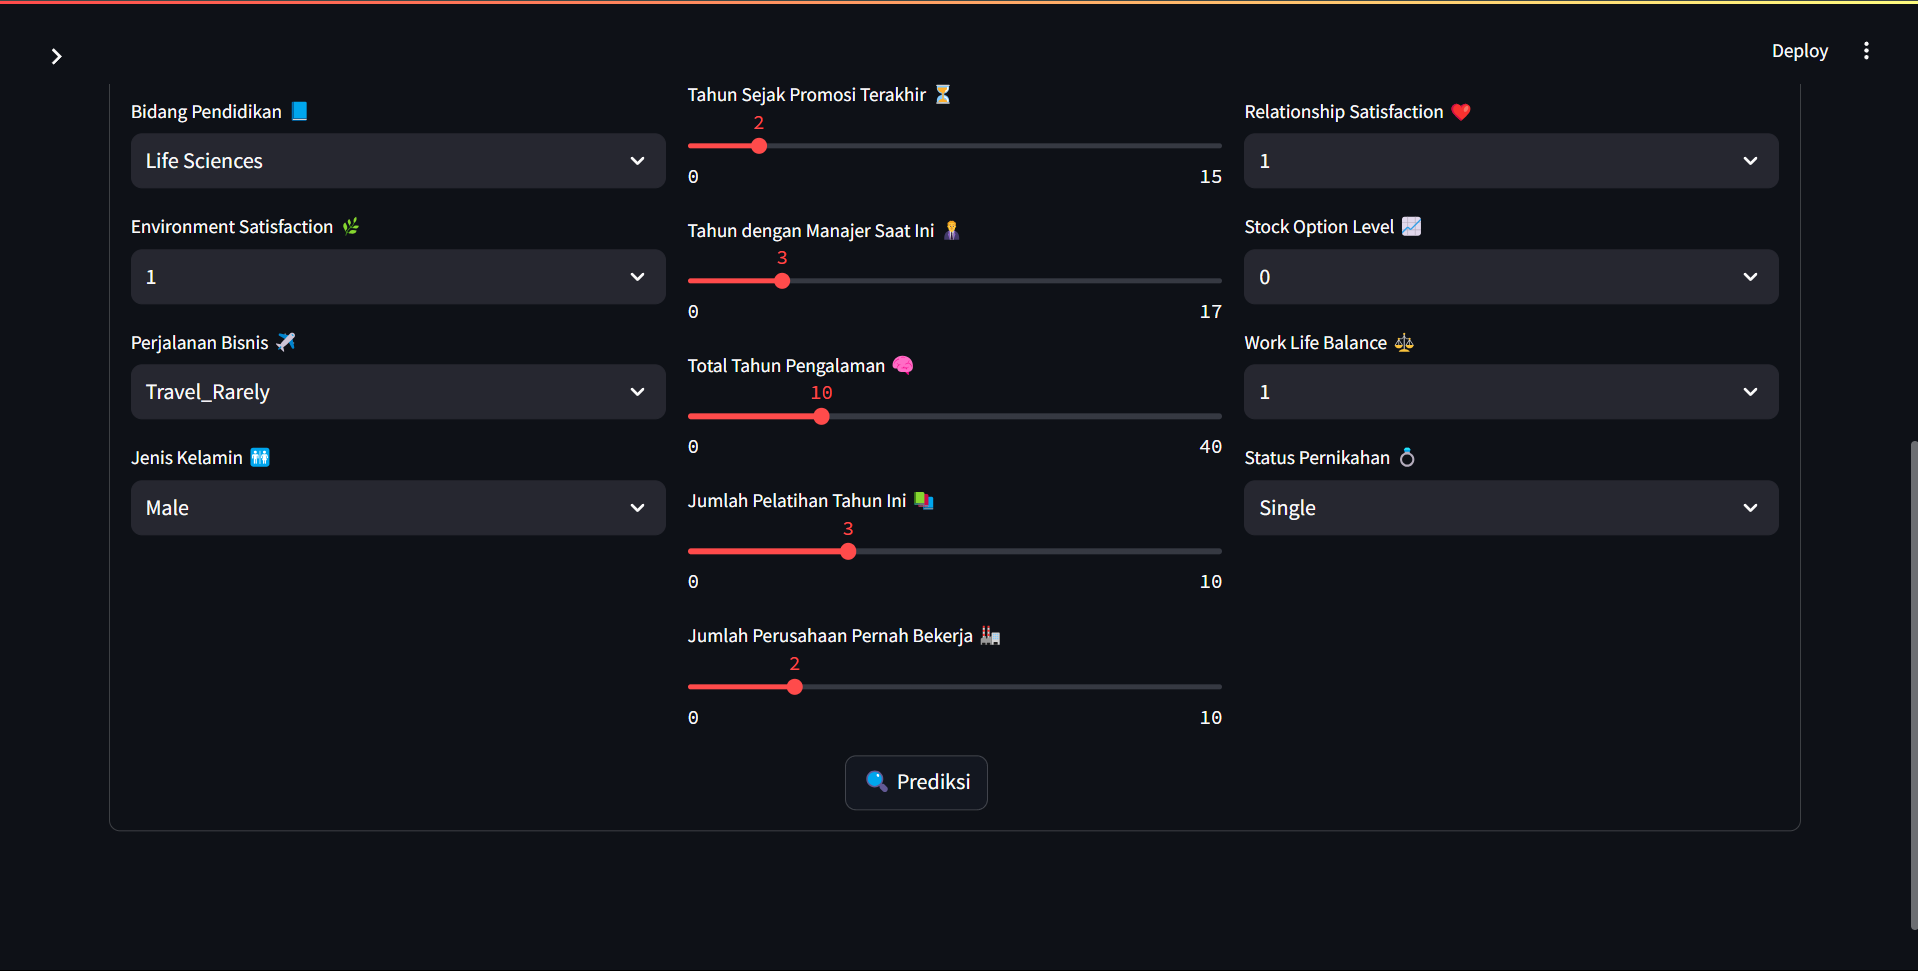 Deploy
Bidang Pendidikan 📘
Life Sciences
Environment Satisfaction 🌿
1
Perjalanan Bisnis ✈️
Travel_Rarely
Jenis Kelamin 🚻
Male
Tahun Sejak Promosi Terakhir ⏳
2
0 15
Tahun dengan Manajer Saat Ini 👨‍💼
3
0 17
Total Tahun Pengalaman 🧠
10
0 40
Jumlah Pelatihan Tahun Ini 📚
3
0 10
Jumlah Perusahaan Pernah Bekerja 🏭
2
0 10
Relationship Satisfaction ❤️
1
Stock Option Level 📈
0
Work Life Balance ⚖️
1
Status Pernikahan 💍
Single
🔍 Prediksi